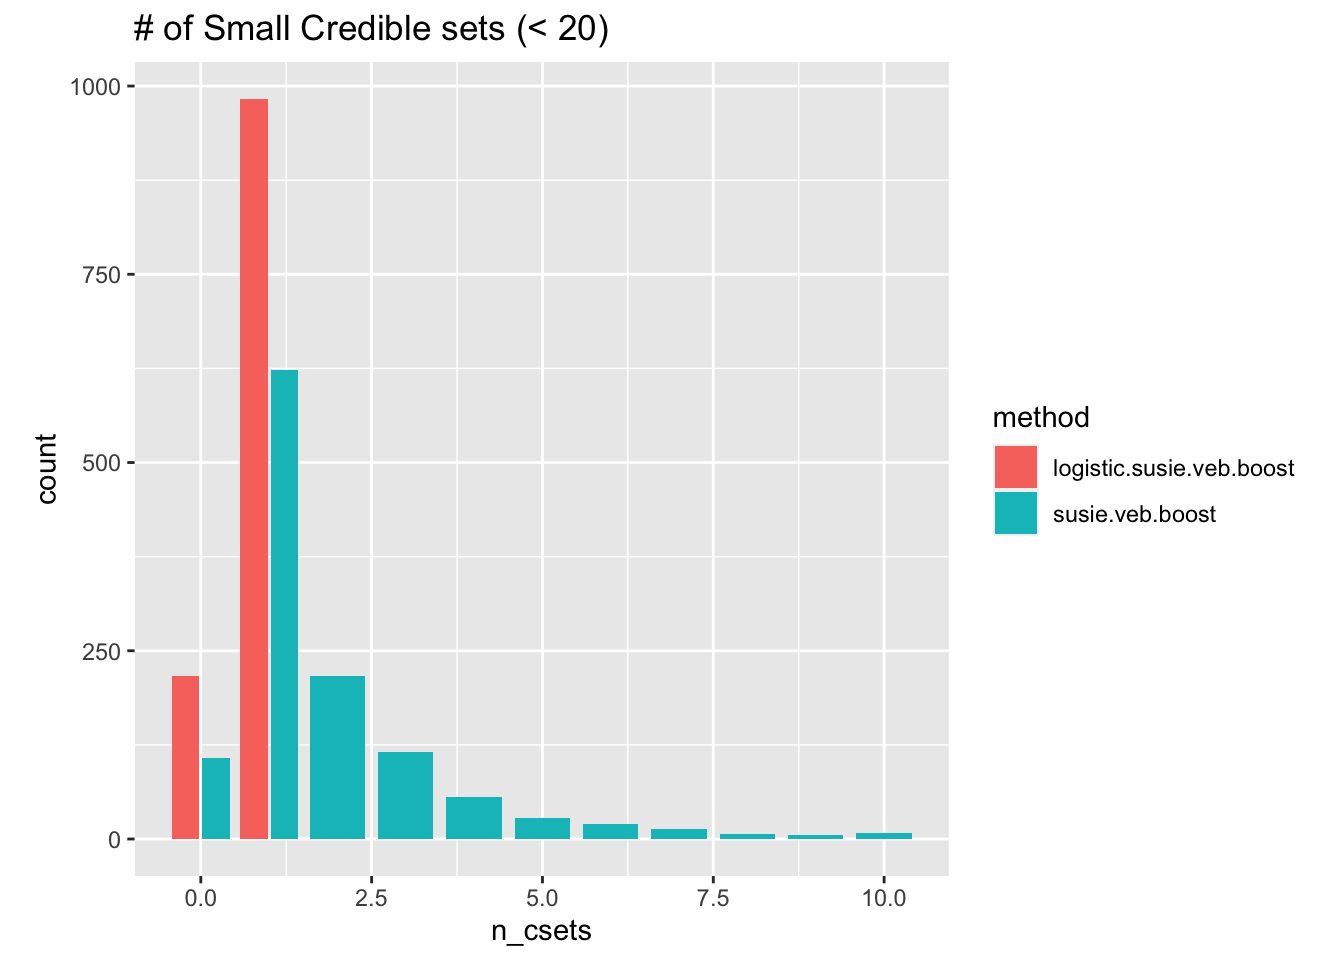 # of Small Credible sets (< 20)
1000
750
500
250
0
count
0.0 2.5 5.0 7.5 10.0
n_csets
method
logistic.susie.veb.boost
susie.veb.boost